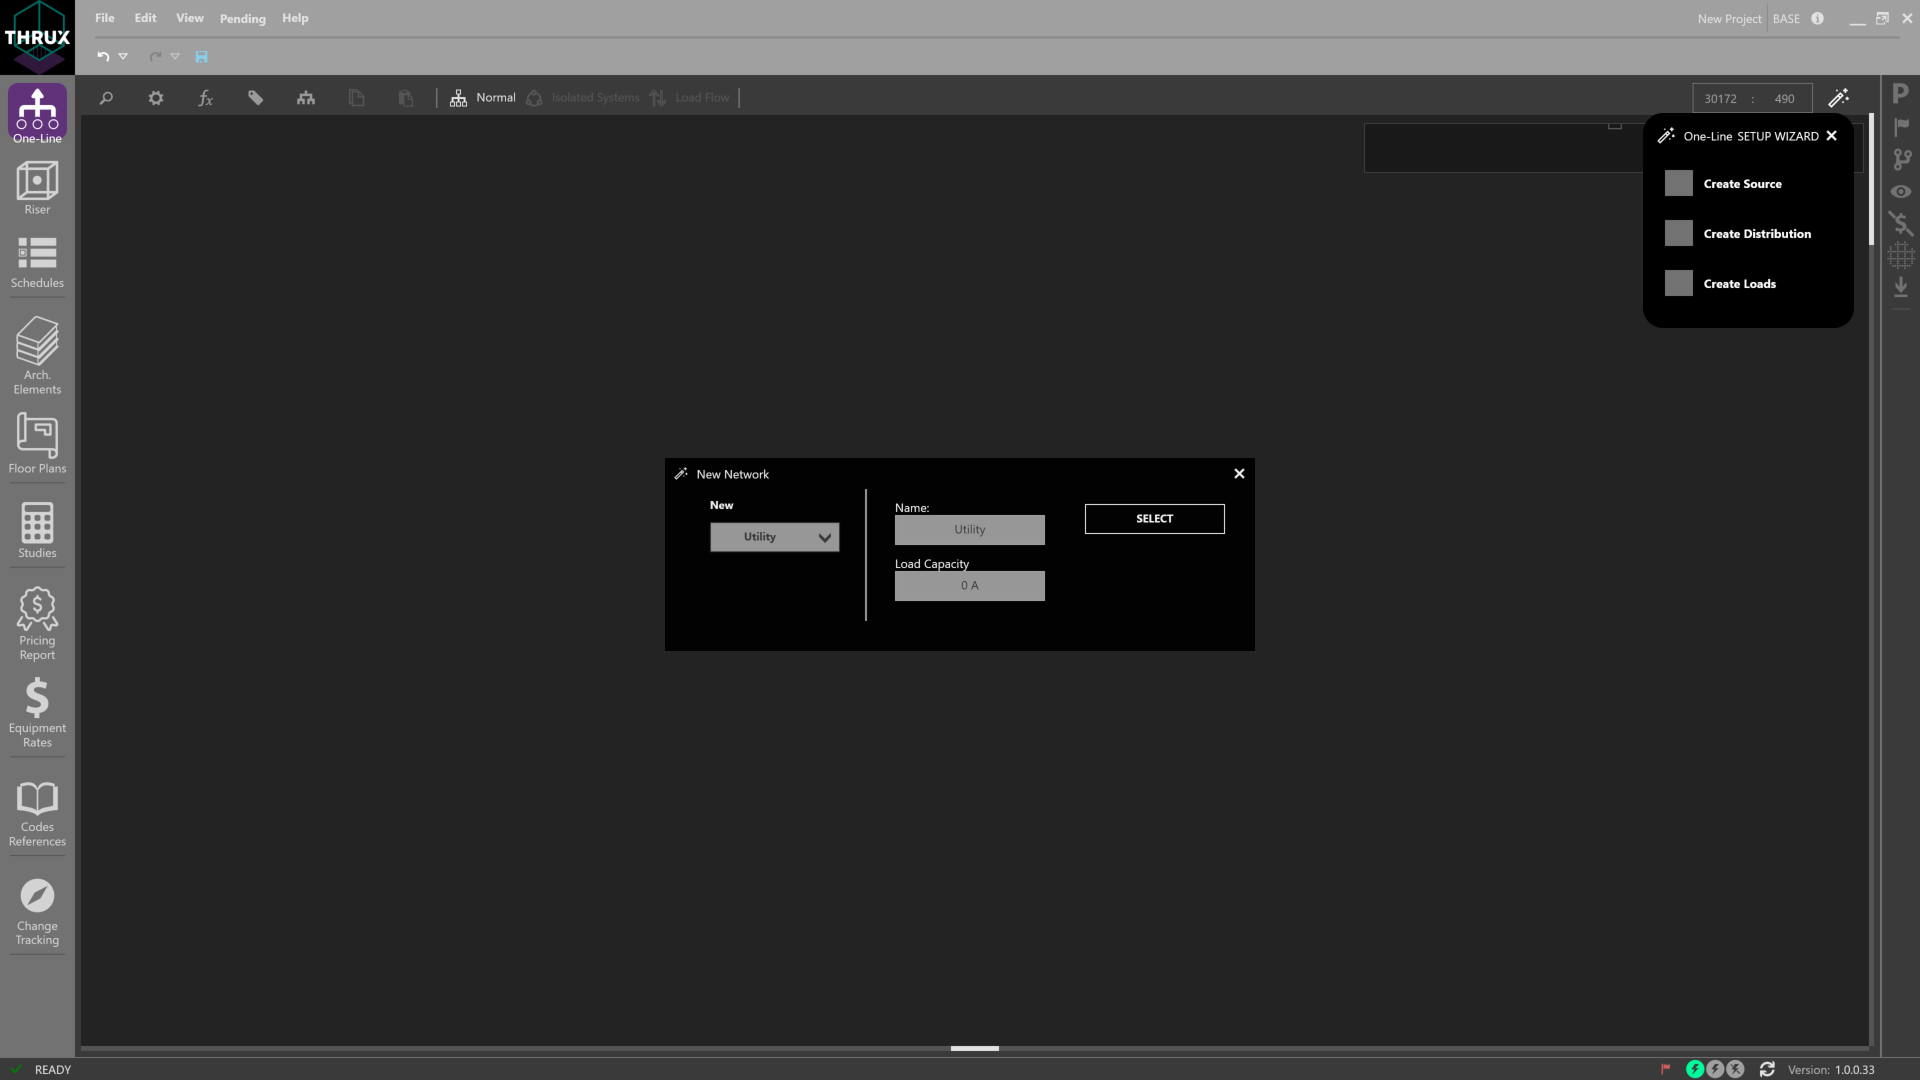 THRUX
File Edit View Pending Help
New Project BASE
Normal Isolated Systems Load Flow
30172 : 490
One-Line
Riser
Schedules
Arch.
Elements
Floor Plans
Studies
Pricing
Report
Equipment
Rates
Codes
References
Change
Tracking
One-Line SETUP WIZARD
Create Source
Create Distribution
Create Loads
New Network
New
Utility
Name:
Utility
Load Capacity
0 A
SELECT
READY
Version: 1.0.0.33